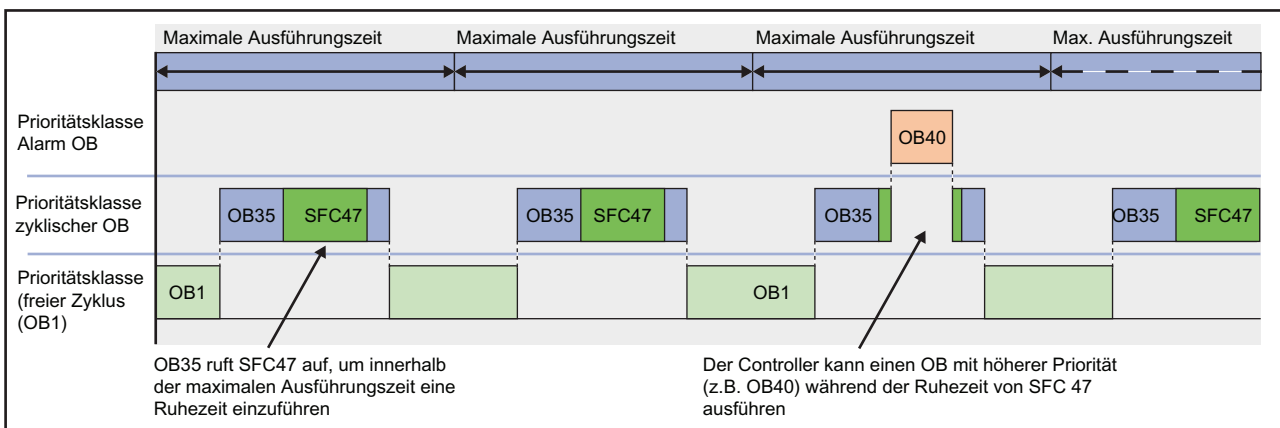 Maximale Ausführungszeit
Maximale Ausführungszeit
Maximale Ausführungszeit
Max. Ausführungszeit
Prioritätsklasse
Alarm OB
OB40
Prioritätsklasse
zyklischer OB
OB35
SFC47
OB35
SFC47
OB35
OB35
SFC47
Prioritätsklasse
(freier Zyklus
(OB1)
OB1
OB1
OB35 ruft SFC47 auf, um innerhalb
der maximalen Ausführungszeit eine
Ruhezeit einzuführen
Der Controller kann einen OB mit höherer Priorität
(z.B. OB40) während der Ruhezeit von SFC 47
ausführen